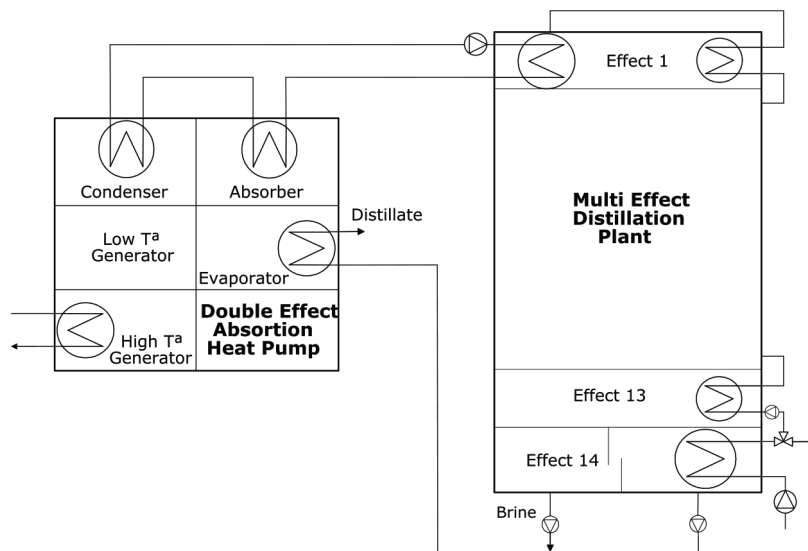 Effect 1
Condenser
Absorber
Multi Effect
Distillation
Plant
Distillate
Low Tª
Generator
Evaporator
Double Effect
Absortion
Heat Pump
High Tª
Generator
Effect 13
Effect 14
Brine